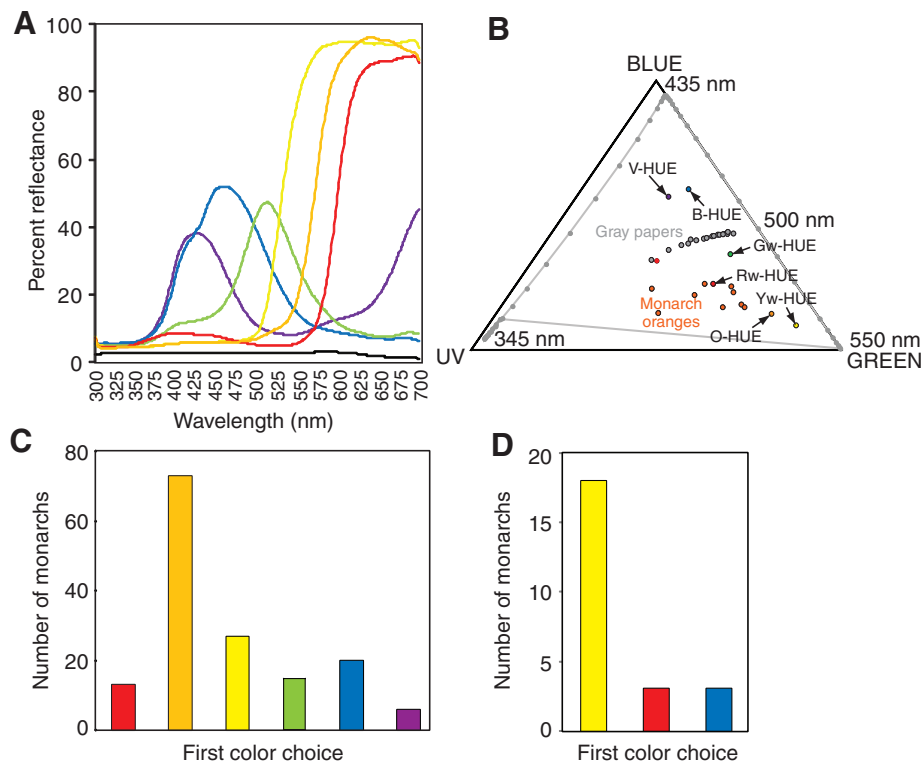 A
Percent reflectance
100
80
60
40
20
0
300 325 350 375 400 425 450 475 500 525 550 575 600 625 650 675 700
Wavelength (nm)
B
BLUE
435 nm
V-HUE
B-HUE
500 nm
Gray papers
Gw-HUE
Rw-HUE
Monarch
oranges
Yw-HUE
O-HUE
345 nm
550 nm
UV
GREEN
C
Number of monarchs
80
60
40
20
0
First color choice
D
Number of monarchs
20
15
10
5
0
First color choice